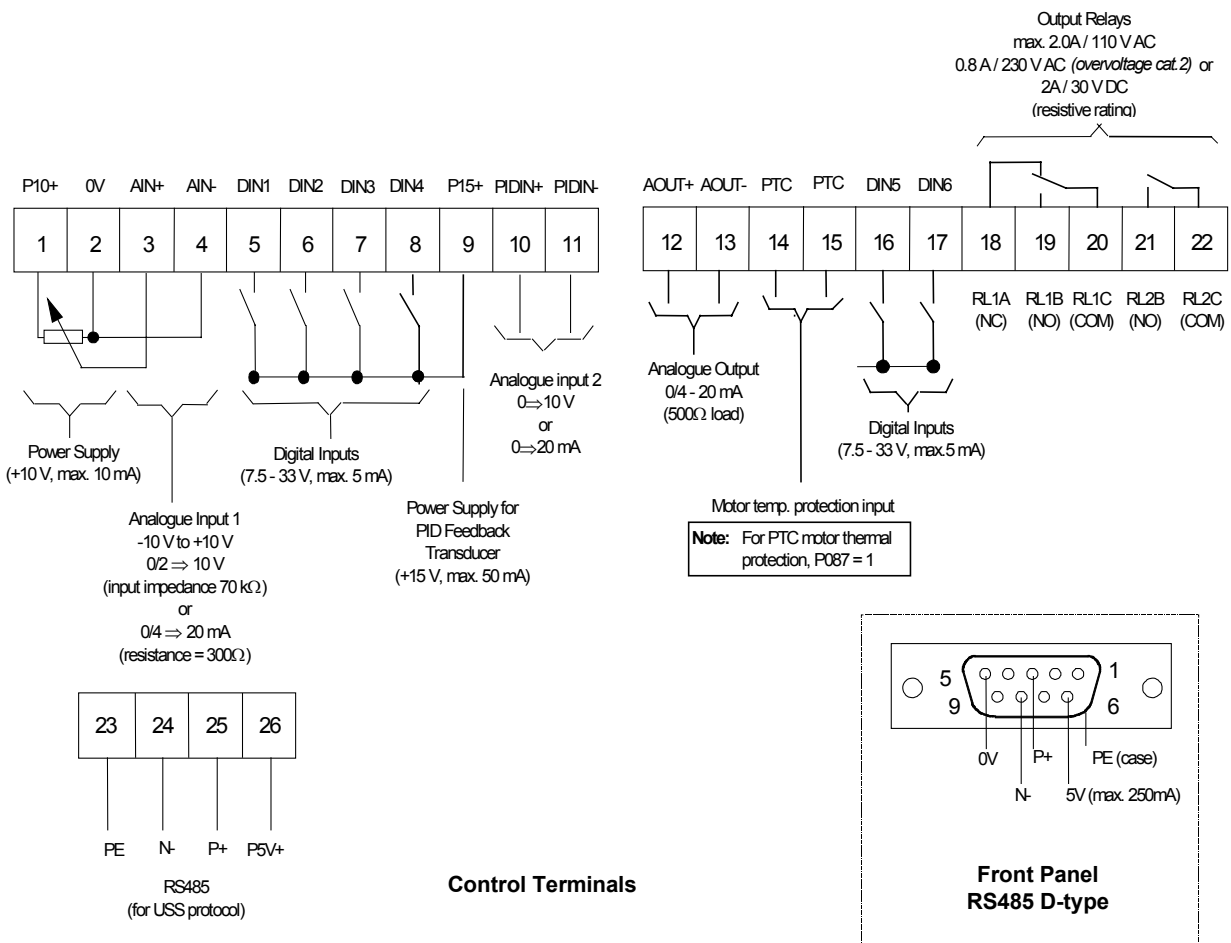 Output Relays
max. 2.0A / 110 V AC
0.8 A / 230 V AC (overvoltage cat.2) or
2A / 30 V DC
(resistive rating)
P10+ 0V AIN+ AIN- DIN1 DIN2 DIN3 DIN4 P15+ PIDIN+ PIDIN-
1 2 3 4 5 6 7 8 9 10 11
AOUT+ AOUT- PTC PTC DIN5 DIN6
12 13 14 15 16 17 18 19 20 21 22
RL1A RL1B RL1C RL2B RL2C
(NC) (NO) (COM) (NO) (COM)
Power Supply
(+10 V, max. 10 mA)
Analogue Input 1
-10 V to +10 V
0/2 ⇒ 10 V
(input impedance 70 kΩ)
or
0/4 ⇒ 20 mA
(resistance = 300Ω)
Digital Inputs
(7.5 - 33 V, max. 5 mA)
Power Supply for
PID Feedback
Transducer
(+15 V, max. 50 mA)
Analogue input 2
0⇒10 V
or
0⇒20 mA
Analogue Output
0/4 - 20 mA
(500Ω load)
Motor temp. protection input
Note: For PTC motor thermal
protection, P087 = 1
Digital Inputs
(7.5 - 33 V, max.5 mA)
23 24 25 26
PE N- P+ P5V+
RS485
(for USS protocol)
Control Terminals
5 1
9 6
0V P+ PE (case)
N- 5V (max. 250mA)
Front Panel
RS485 D-type